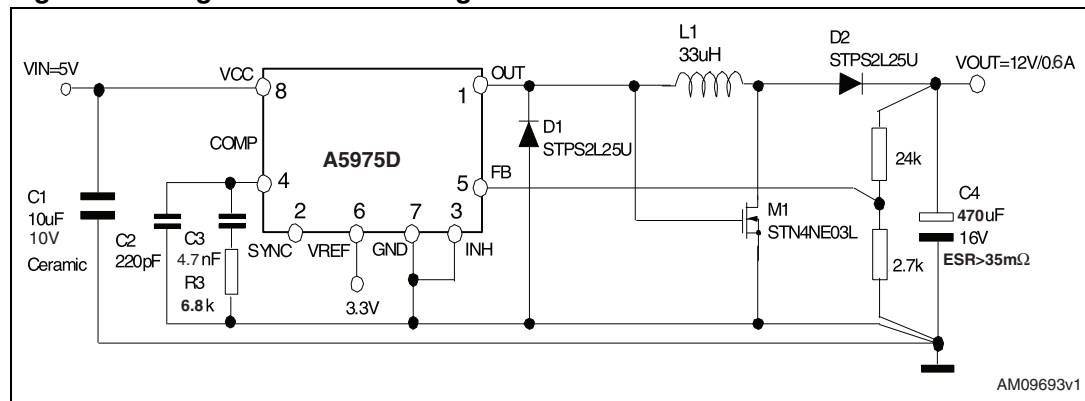 VIN=5V
VCC
8
COMP
A5975D
4
2
6
7
3
SYNC
VREF
GND
INH
3.3V
1
OUT
5
FB
C1
10uF
10V
Ceramic
C2
220pF
C3
4.7nF
R3
6.8k
D1
STPS2L25U
L1
33uH
D2
STPS2L25U
VOUT=12V/0.6A
24k
2.7k
M1
STN4NE03L
C4
470uF
16V
ESR>35mΩ
AM09693v1